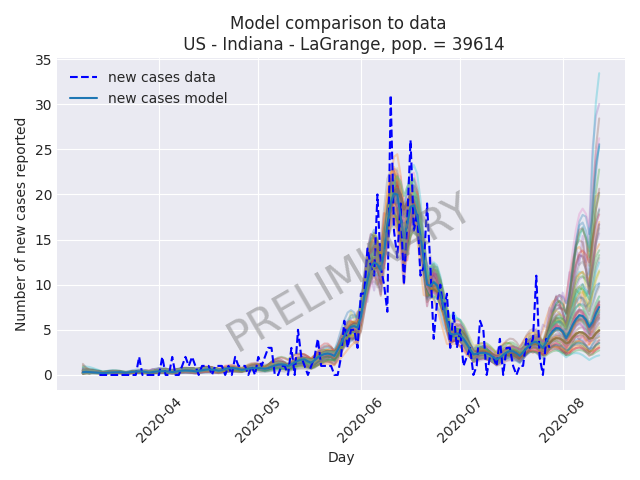 Model comparison to data
US - Indiana - LaGrange, pop. = 39614
new cases data
new cases model
PRELIMINARY
Number of new cases reported
35
30
25
20
15
10
5
0
2020-04
2020-05
2020-06
2020-07
2020-08
Day